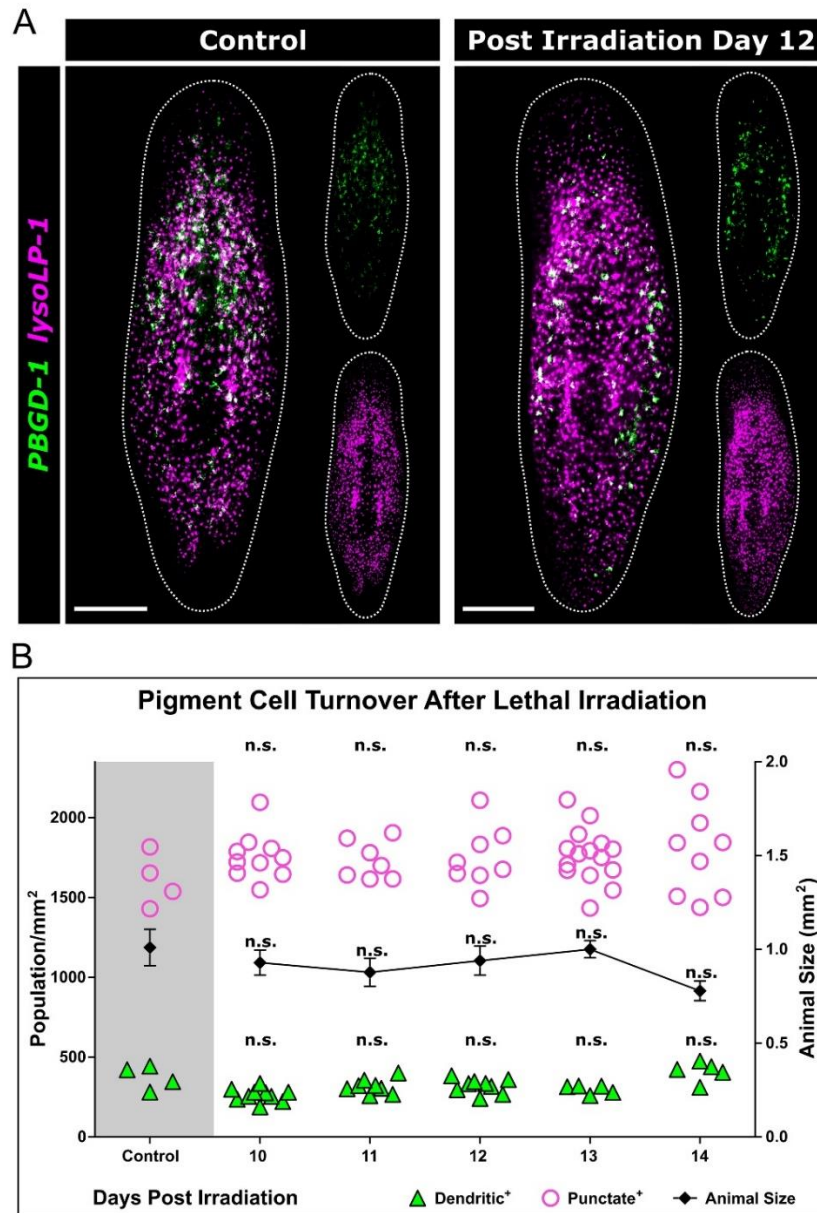 A
Control
Post Irradiation Day 12
PBGD-1 lysoLP-1
B
Pigment Cell Turnover After Lethal Irradiation
n.s. n.s. n.s. n.s. n.s.
2.0
2000
1.5
1500
Population/mm²
Animal Size (mm²)
n.s. n.s. n.s. n.s. n.s.
1.0
1000
n.s. n.s. n.s. n.s. n.s.
500
0.5
0
0.0
Control 10 11 12 13 14
Days Post Irradiation
Dendritic⁺ Punctate⁺ Animal Size